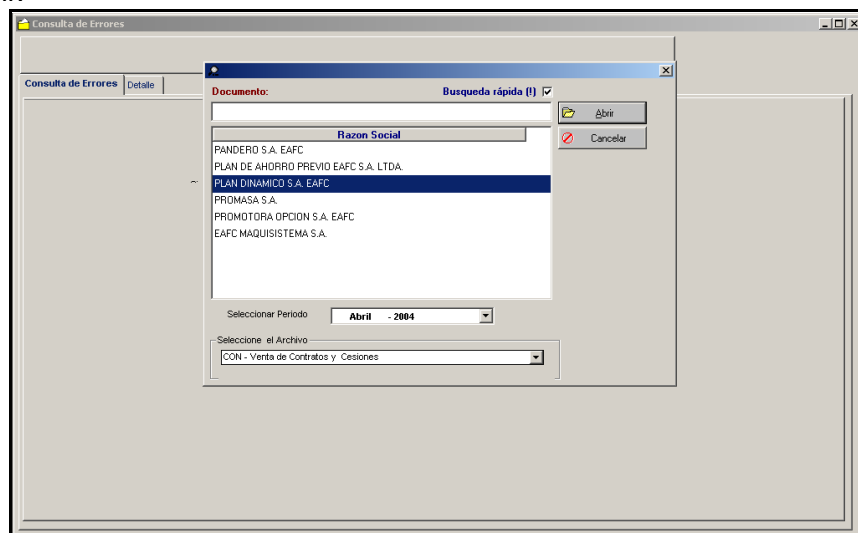 Consulta de Errores
Consulta de Errores Detalle
Documento: Busqueda rápida (!)
Abrir
Razon Social
Cancelar
PANDERO S.A. EAFC
PLAN DE AHORRO PREVIO EAFC S.A. LTDA.
PLAN DINAMICO S.A. EAFC
PROMASA S.A.
PROMOTORA OPCION S.A. EAFC
EAFC MAQUISISTEMA S.A.
Seleccionar Periodo Abril - 2004
Seleccione el Archivo
CON - Venta de Contratos y Cesiones